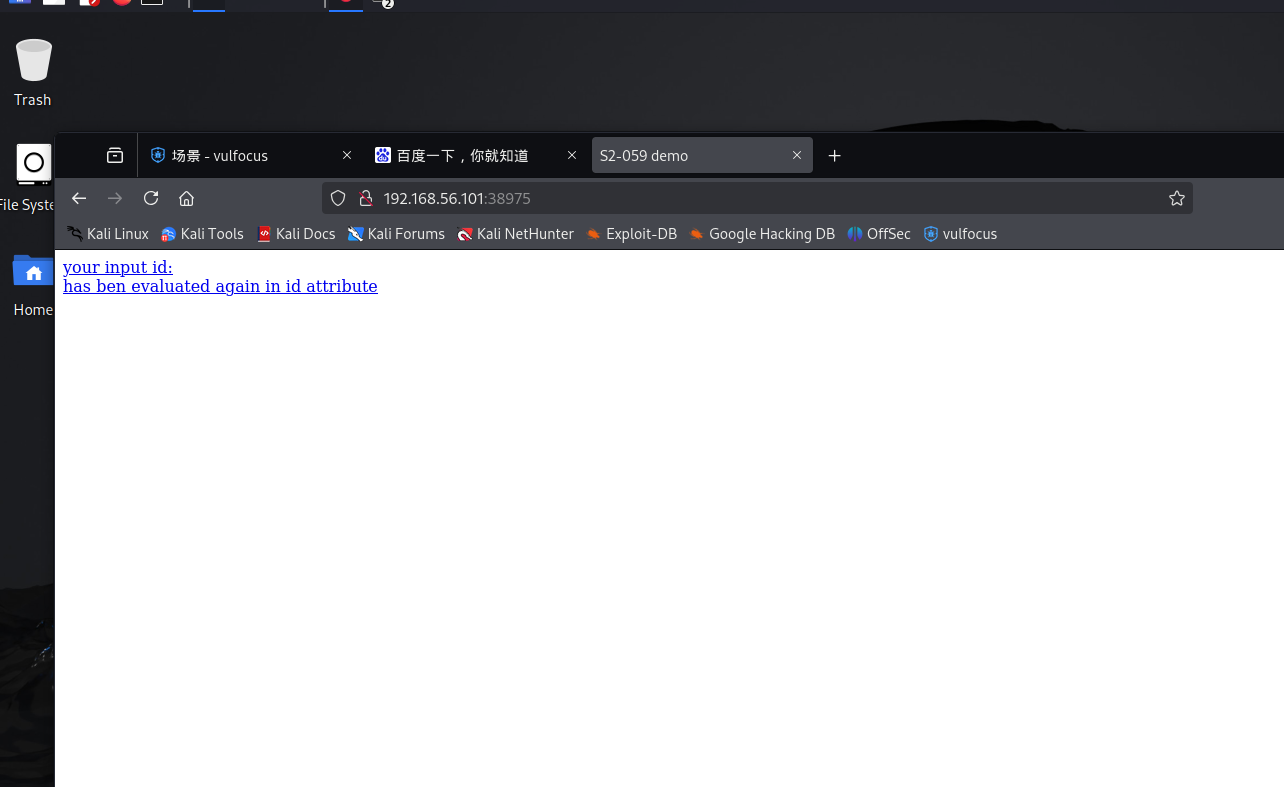 2
Trash
场景 - vulfocus
百度一下，你就知道
S2-059 demo
File Syste
192.168.56.101:38975
Kali Linux
Kali Tools
Kali Docs
Kali Forums
Kali NetHunter
Exploit-DB
Google Hacking DB
OffSec
vulfocus
your input id:
has ben evaluated again in id attribute
Home